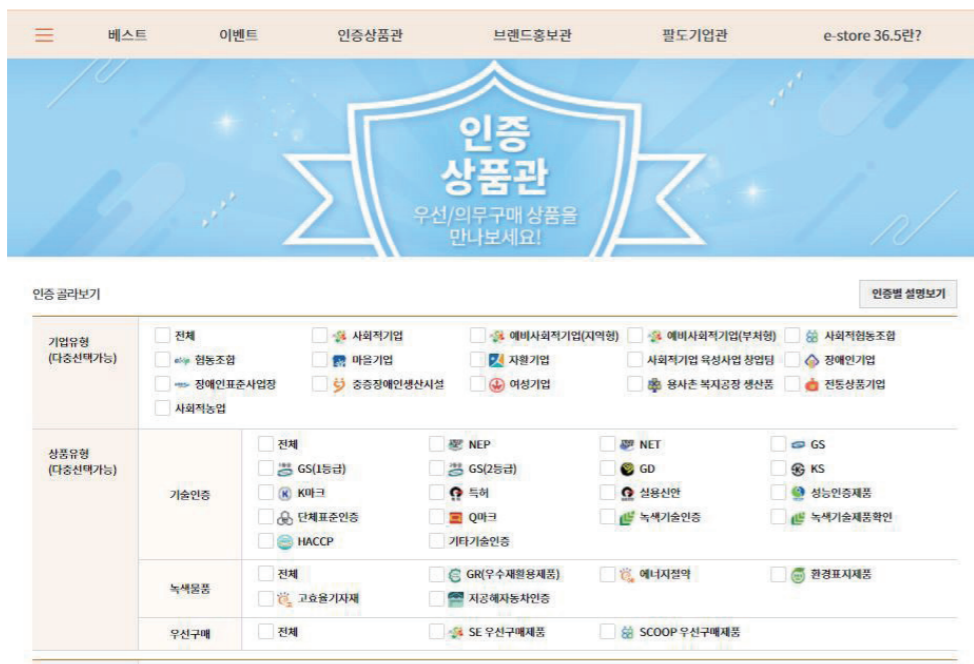 베스트 이벤트 인증상품관 브랜드홍보관 팔도기업관 e-store 36.5란?
인증
상품관
우선/의무구매 상품을
만나보세요!
인증 골라보기 인증별 설명보기
기업유형
(다중선택가능)
전체 사회적기업 예비사회적기업(지역형) 예비사회적기업(부처형) 사회적협동조합
협동조합 마을기업 자활기업 사회적기업 육성사업 창업팀 장애인기업
장애인표준사업장 중증장애인생산시설 여성기업 용사촌 복지공장 생산품 전통상품기업
사회적농업
상품유형
(다중선택가능)
기술인증
전체 NEP NET GS
GS(1등급) GS(2등급) GD KS
K마크 특허 실용신안 성능인증제품
단체표준인증 Q마크 녹색기술인증 녹색기술제품확인
HACCP 기타기술인증
녹색물품
전체 GR(우수재활용제품) 에너지절약 환경표지제품
고효율기자재 저공해자동차인증
우선구매 전체 SE 우선구매제품 SCOOP 우선구매제품